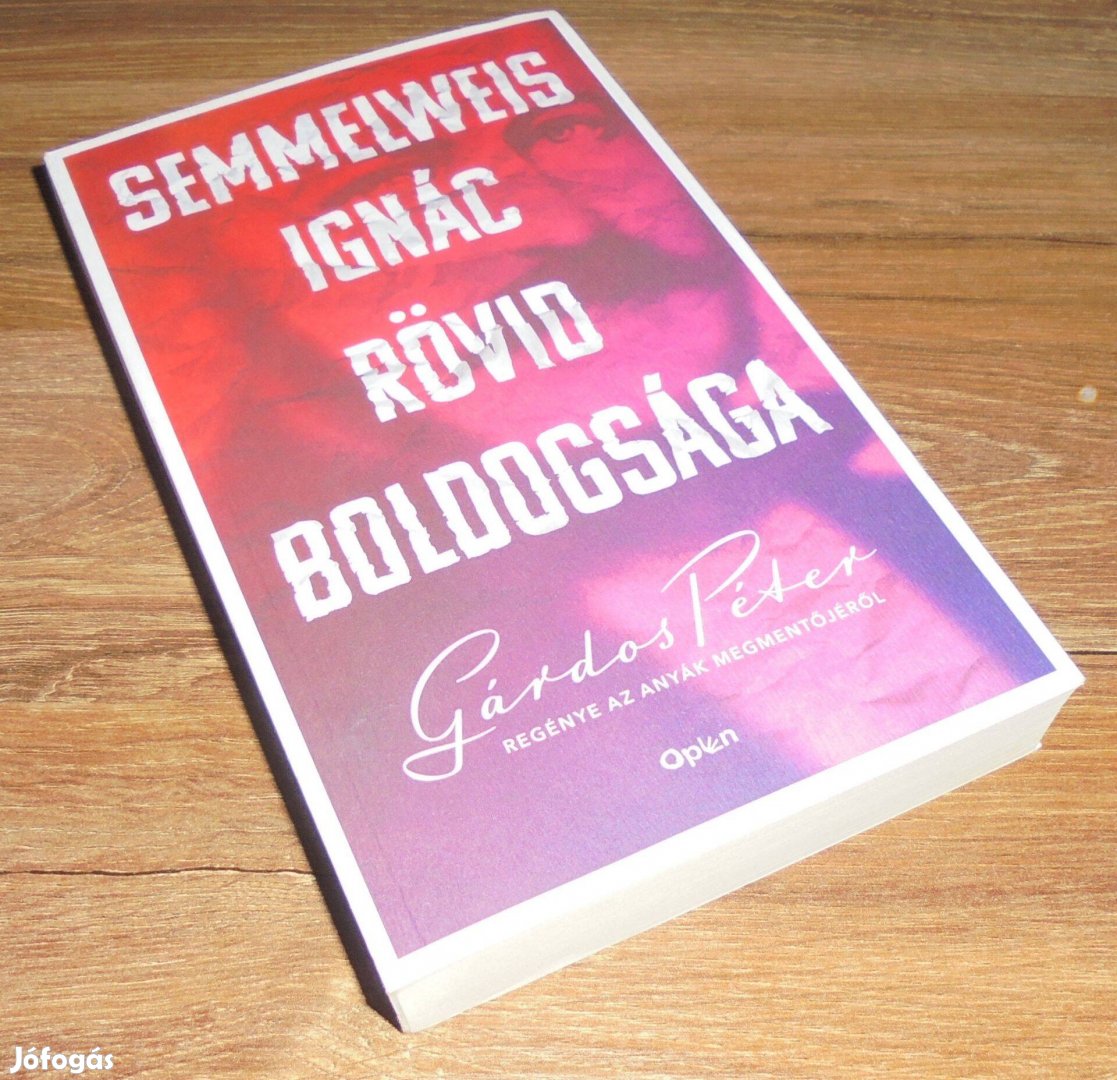 SEMMELWEIS
IGNÁC
RÖVID
BOLDOGSÁGA
Gárdos Péter
REGÉNYE AZ ANYÁK MEGMENTŐJÉRŐL
Open
Jófogás